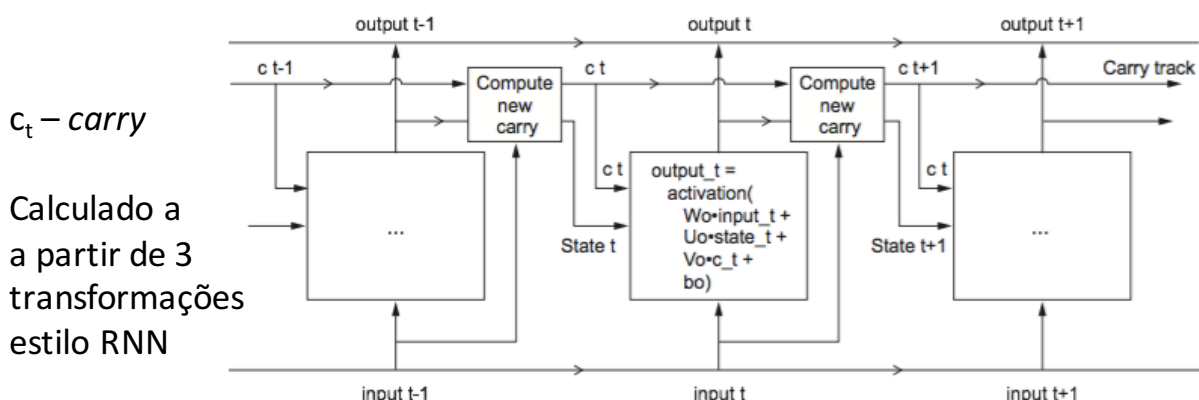 output t-1
output t
output t+1
c t-1
Compute
new
carry
c t
Compute
new
carry
c t+1
Carry track
cₜ – carry
Calculado a
a partir de 3
transformações
estilo RNN
...
State t
c t
output_t =
activation(
Wo•input_t +
Uo•state_t +
Vo•c_t +
bo)
State t+1
c t
...
input t-1
input t
input t+1